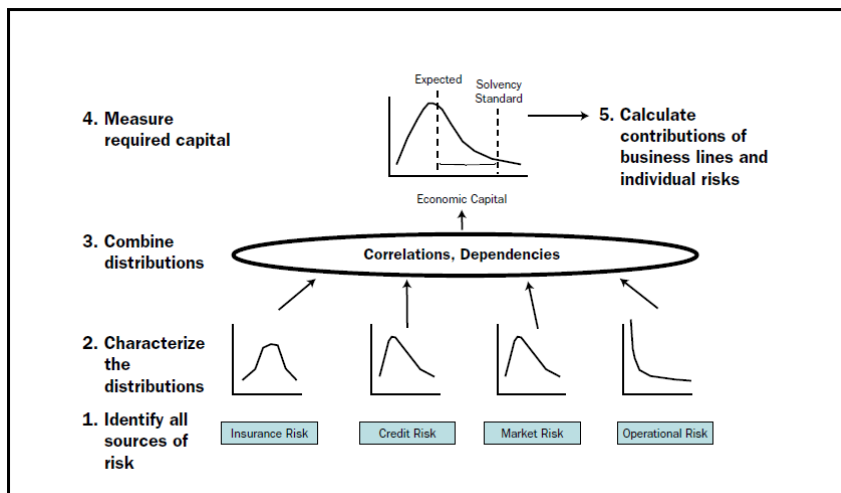 Expected
Solvency
Standard
4. Measure
required capital
5. Calculate
contributions of
business lines and
individual risks
Economic Capital
3. Combine
distributions
Correlations, Dependencies
2. Characterize
the
distributions
1. Identify all
sources of
risk
Insurance Risk
Credit Risk
Market Risk
Operational Risk